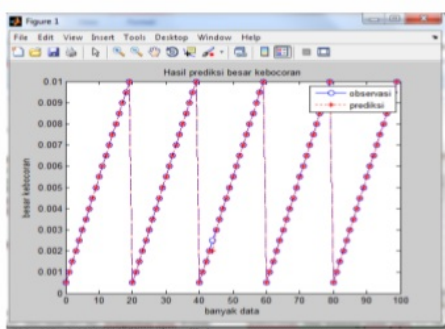 Figure 1
File Edit View Insert Tools Desktop Window Help
Hasil prediksi besar kebocoran
observasi
prediksi
besar kebocoran
0.01
0.009
0.008
0.007
0.006
0.005
0.004
0.003
0.002
0.001
0
0 10 20 30 40 50 60 70 80 90 100
banyak data